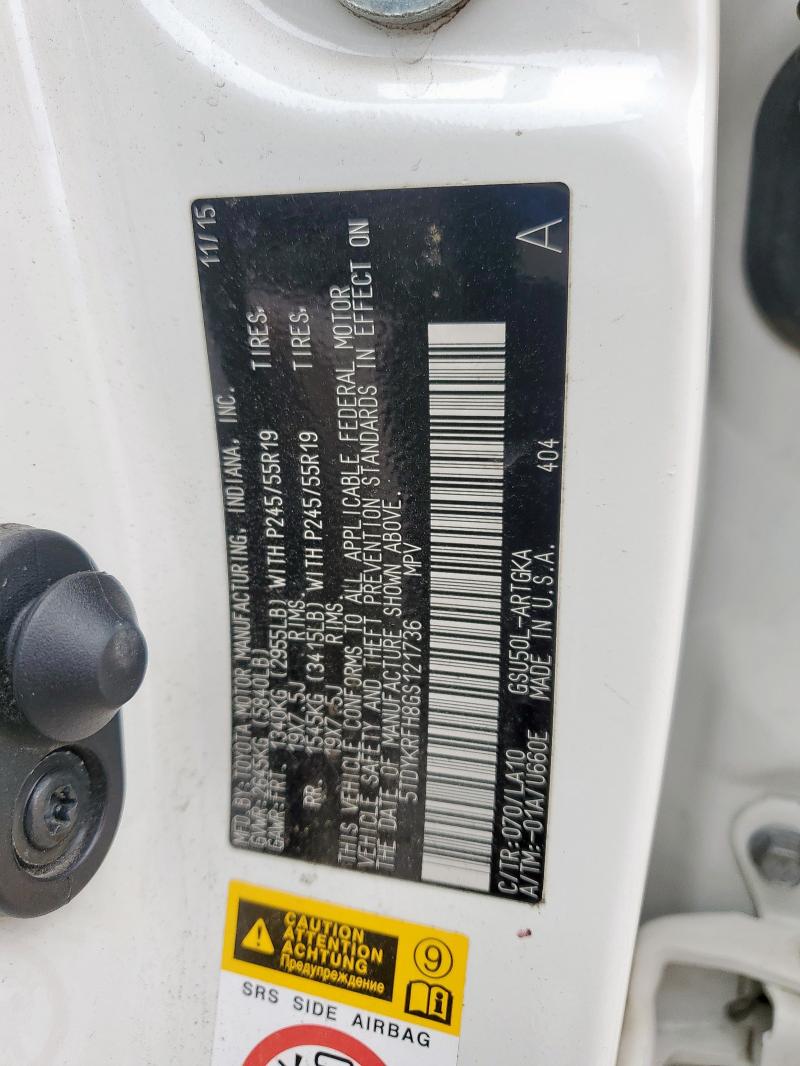 MFD. BY: TOYOTA MOTOR MANUFACTURING, INDIANA, INC. 11/15
GVWR: 2645KG (5840LB)
GAWR: FRT 1340KG (2955LB) WITH P245/55R19 TIRES,
19X7.5J RIMS,
RR 1545KG (3415LB) WITH P245/55R19 TIRES,
19X7.5J RIMS,
THIS VEHICLE CONFORMS TO ALL APPLICABLE FEDERAL MOTOR
VEHICLE SAFETY AND THEFT PREVENTION STANDARDS IN EFFECT ON
THE DATE OF MANUFACTURE SHOWN ABOVE.
5TDYKRFH8GS121736 MPV
C/TR: 070/LA10 GSU50L-ARTGKA
A/TM: -01A/U660E MADE IN U.S.A. 404 A
CAUTION
ATTENTION
ACHTUNG
Предупреждение
9
SRS SIDE AIRBAG